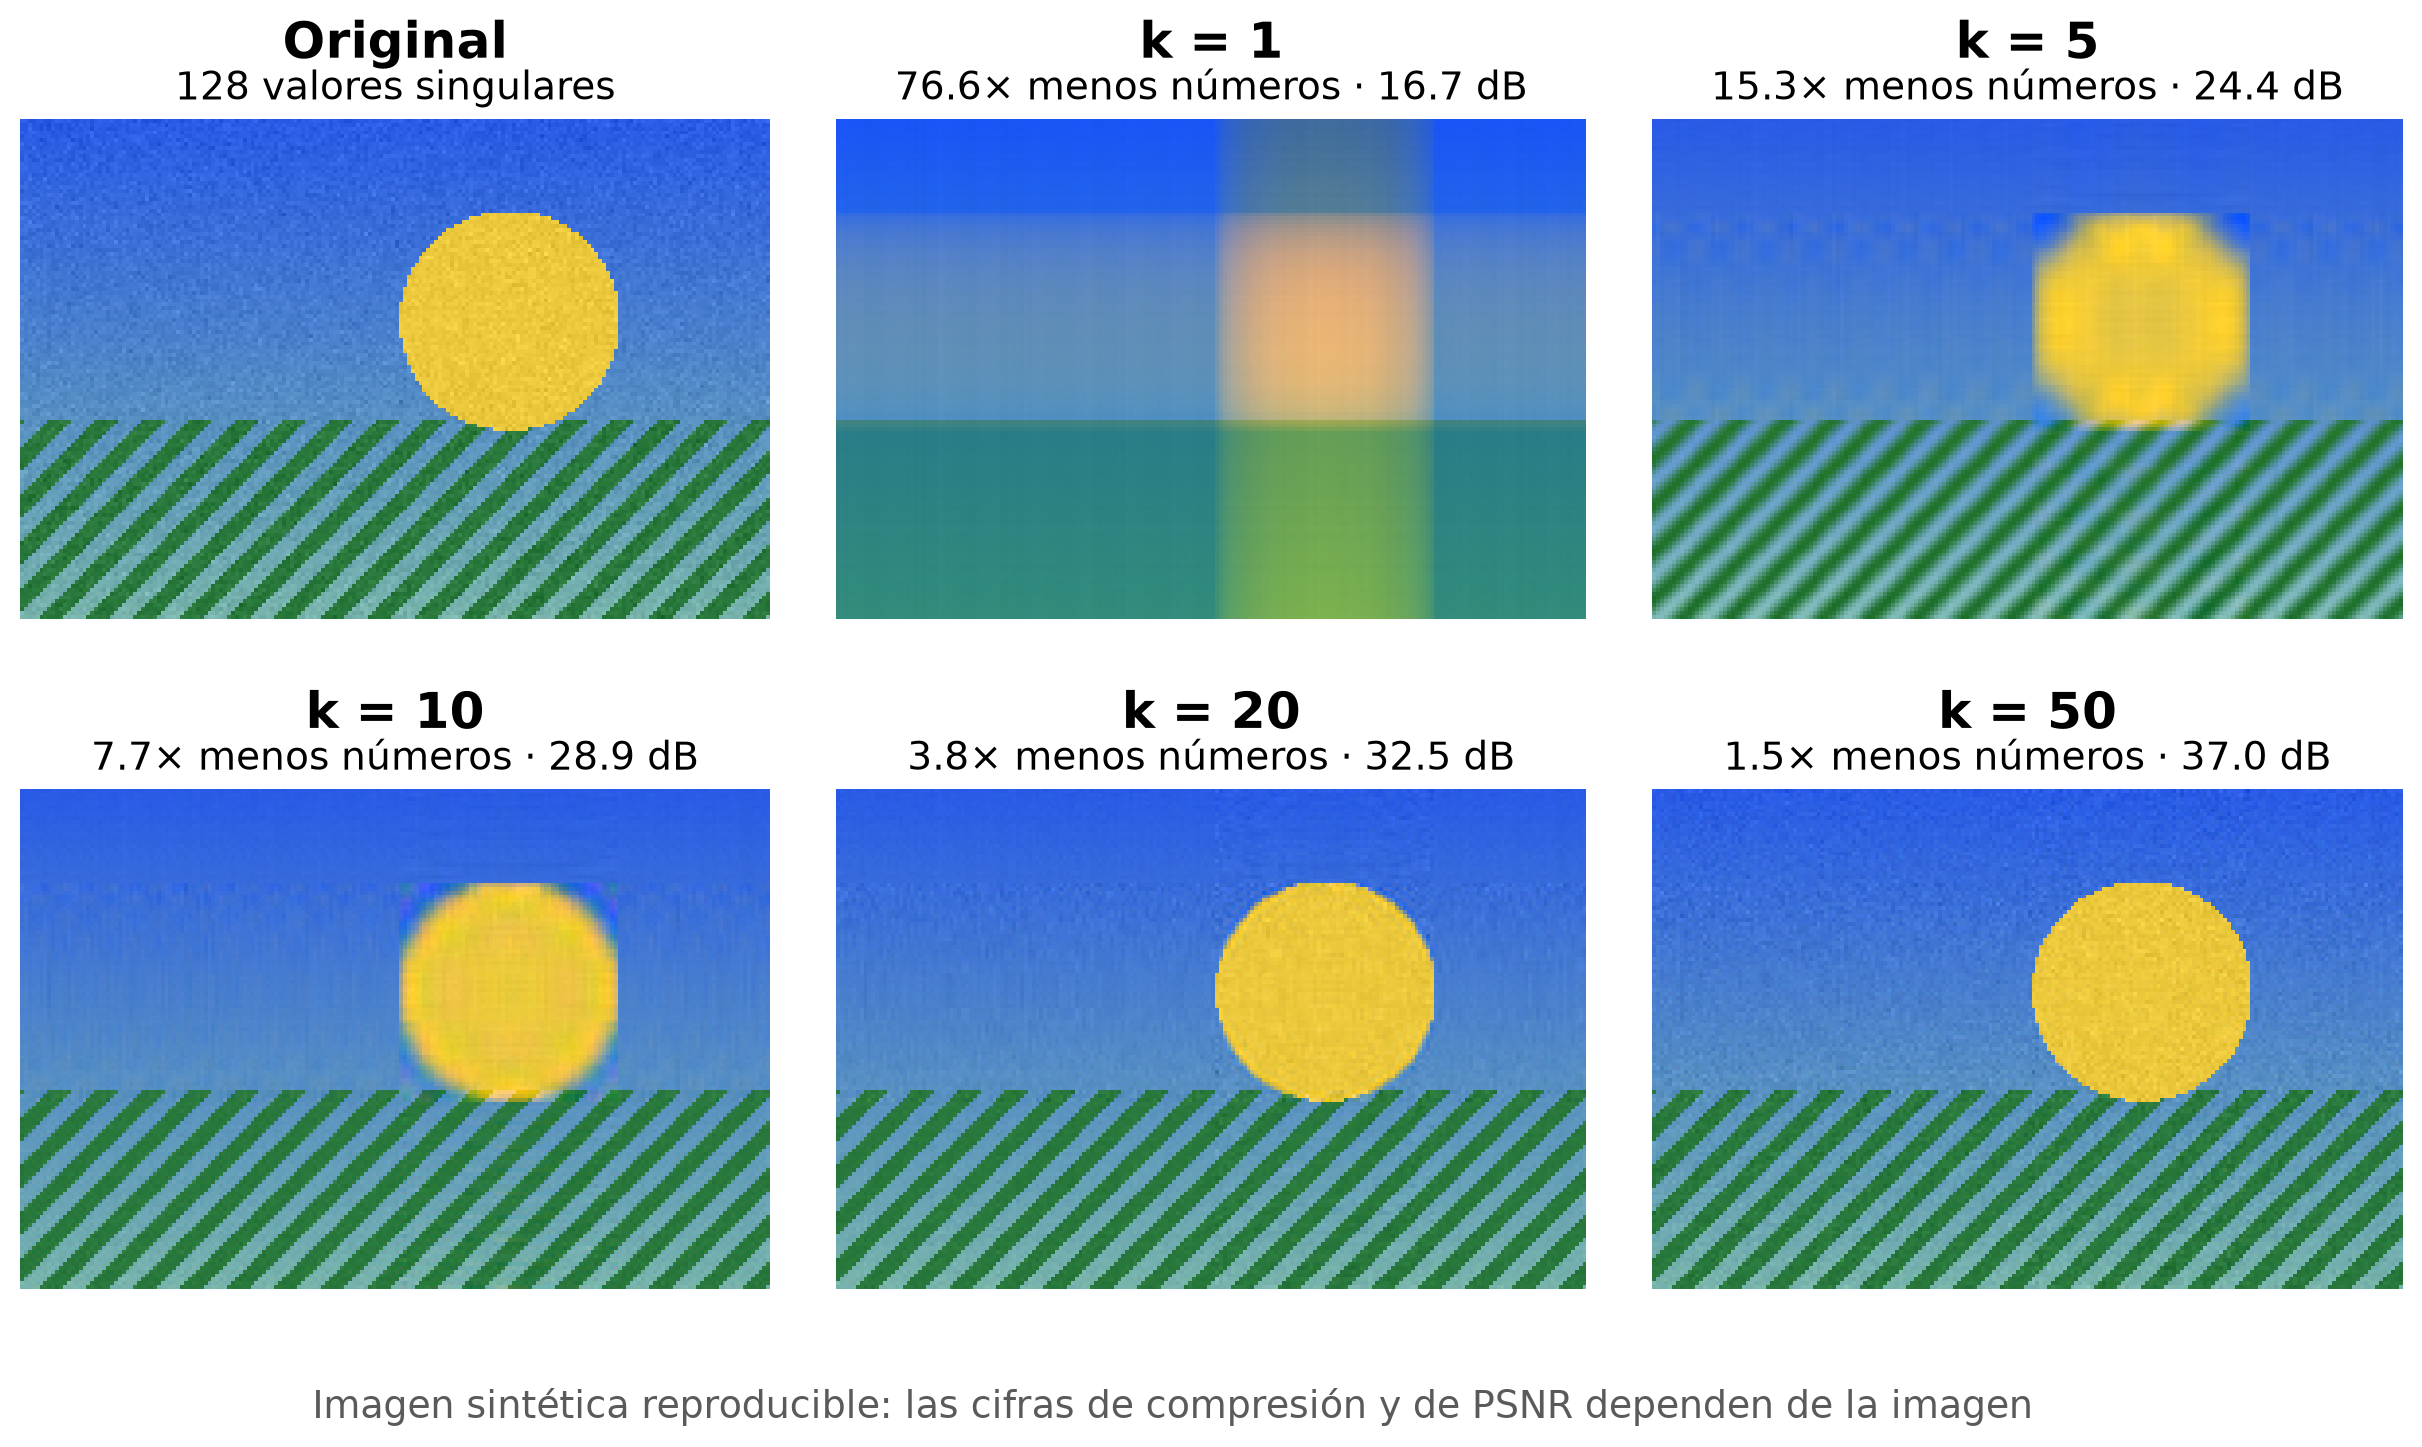 Original
128 valores singulares
k = 1
76.6× menos números · 16.7 dB
k = 5
15.3× menos números · 24.4 dB
k = 10
7.7× menos números · 28.9 dB
k = 20
3.8× menos números · 32.5 dB
k = 50
1.5× menos números · 37.0 dB
Imagen sintética reproducible: las cifras de compresión y de PSNR dependen de la imagen